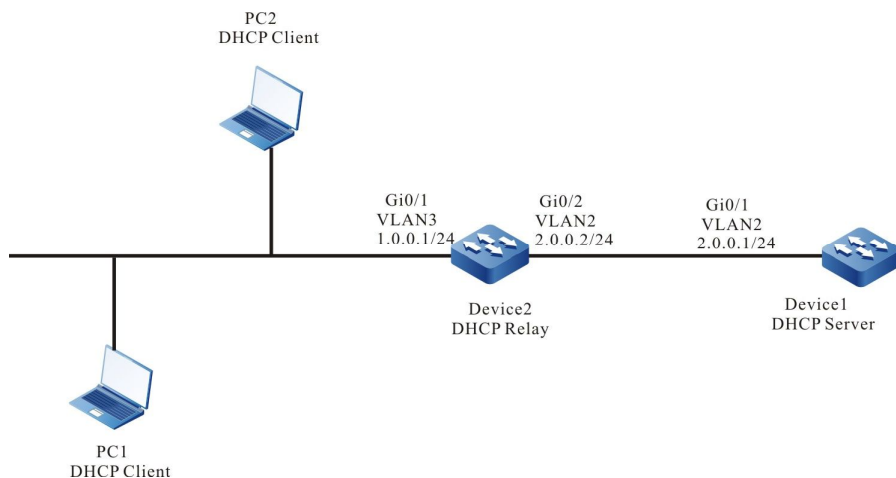 PC2
DHCP Client
Gi0/1
VLAN3
1.0.0.1/24
Gi0/2
VLAN2
2.0.0.2/24
Gi0/1
VLAN2
2.0.0.1/24
Device2
DHCP Relay
Device1
DHCP Server
PC1
DHCP Client